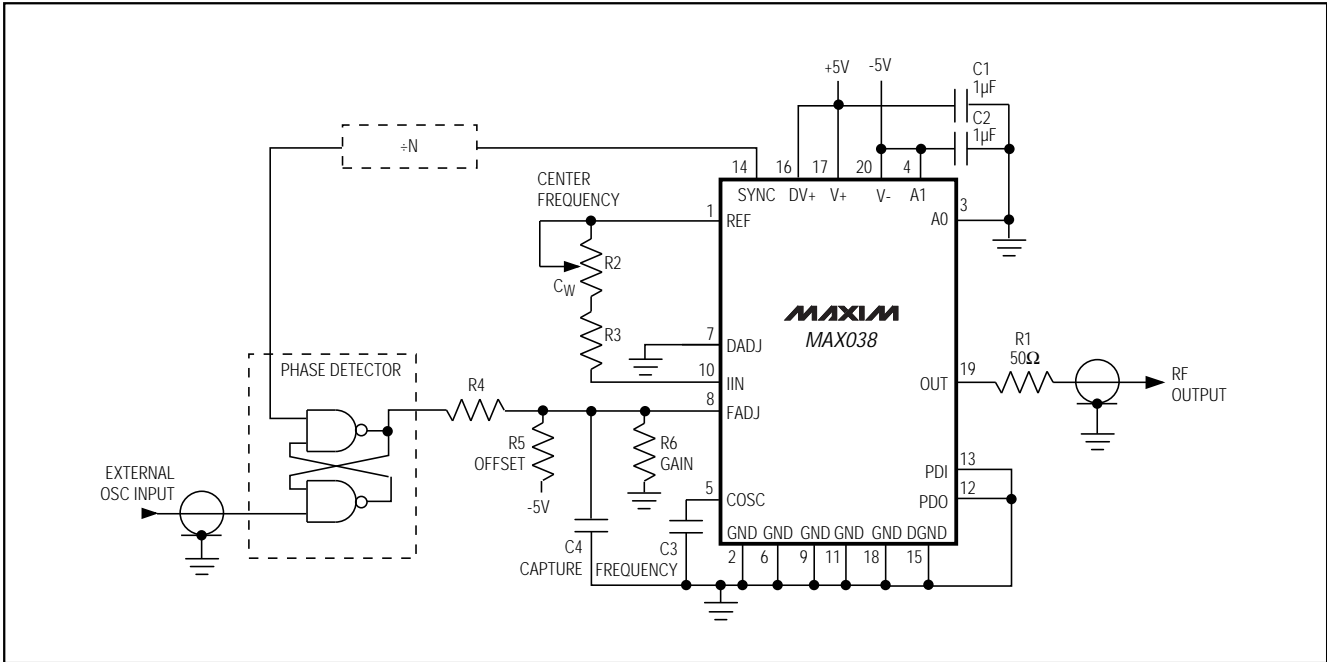 +5V
-5V
C1
1µF
C2
1µF
÷N
14
16
17
20
4
SYNC
DV+
V+
V-
A1
CENTER
FREQUENCY
1
REF
3
A0
R2
CW
R3
MAXIM
MAX038
7
DADJ
R1
50Ω
PHASE DETECTOR
10
IIN
19
OUT
RF
OUTPUT
R4
8
FADJ
R5
OFFSET
R6
GAIN
-5V
EXTERNAL
OSC INPUT
13
PDI
12
PDO
5
COSC
GND
GND
GND
GND
GND
DGND
C4
C3
2
6
9
11
18
15
CAPTURE
FREQUENCY